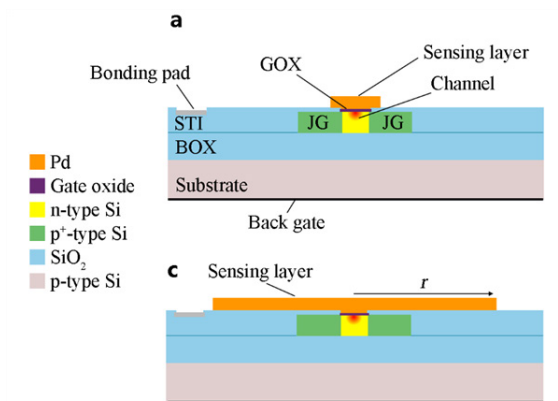 a
Sensing layer
GOX
Channel
Bonding pad
STI
JG
JG
BOX
Pd
Gate oxide
n-type Si
p⁺-type Si
SiO₂
p-type Si
Substrate
Back gate
c
Sensing layer
r